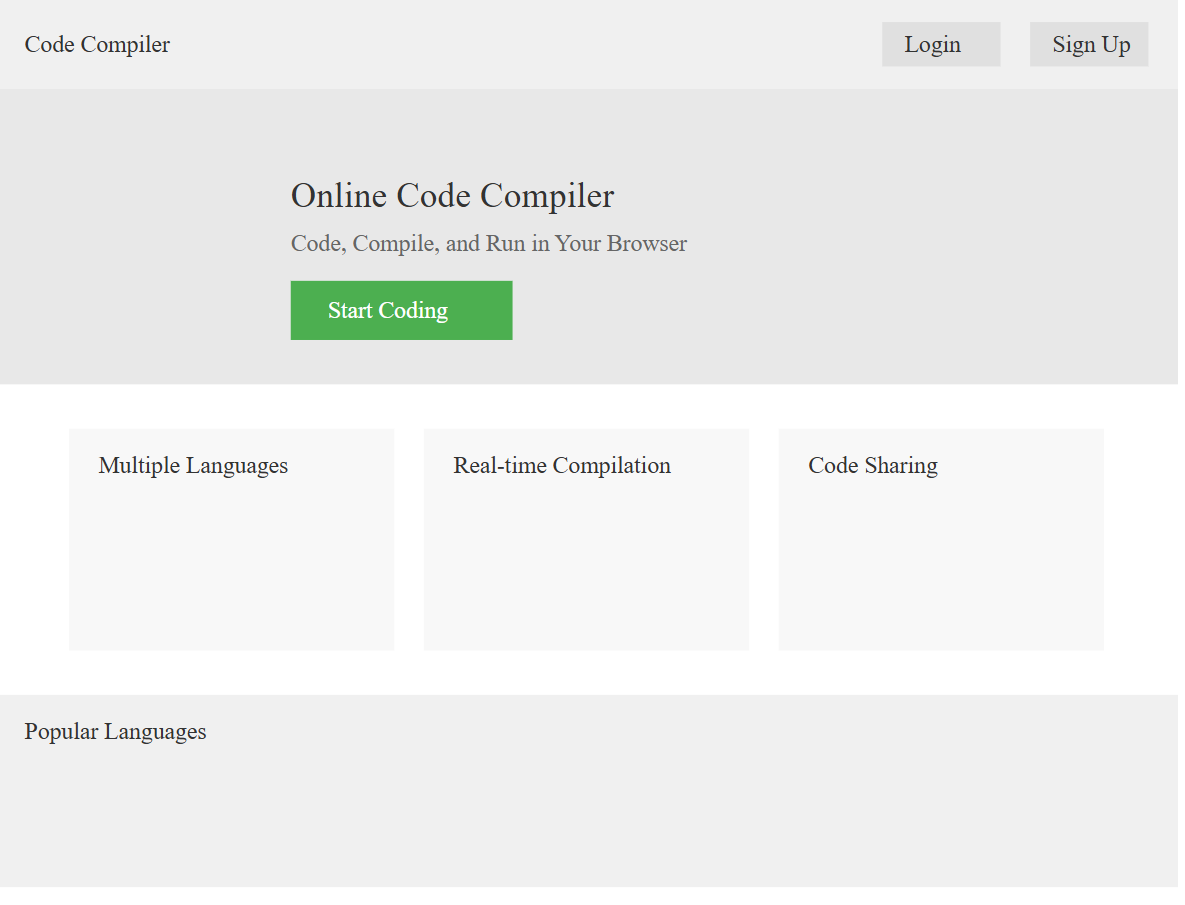 Code Compiler
Login
Sign Up
Online Code Compiler
Code, Compile, and Run in Your Browser
Start Coding
Multiple Languages
Real-time Compilation
Code Sharing
Popular Languages